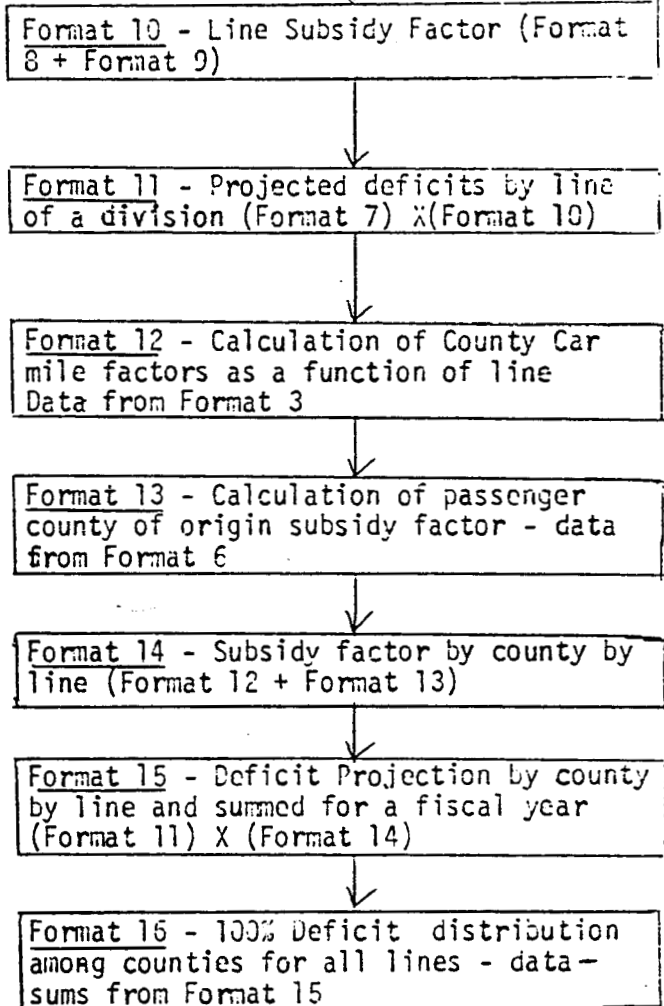 Format 10 - Line Subsidy Factor (Format
8 + Format 9)
Format 11 - Projected deficits by line
of a division (Format 7) X(Format 10)
Format 12 - Calculation of County Car
mile factors as a function of line
Data from Format 3
Format 13 - Calculation of passenger
county of origin subsidy factor - data
from Format 6
Format 14 - Subsidy factor by county by
line (Format 12 + Format 13)
Format 15 - Deficit Projection by county
by line and summed for a fiscal year
(Format 11) X (Format 14)
Format 16 - 100% Deficit distribution
among counties for all lines - data-
sums from Format 15